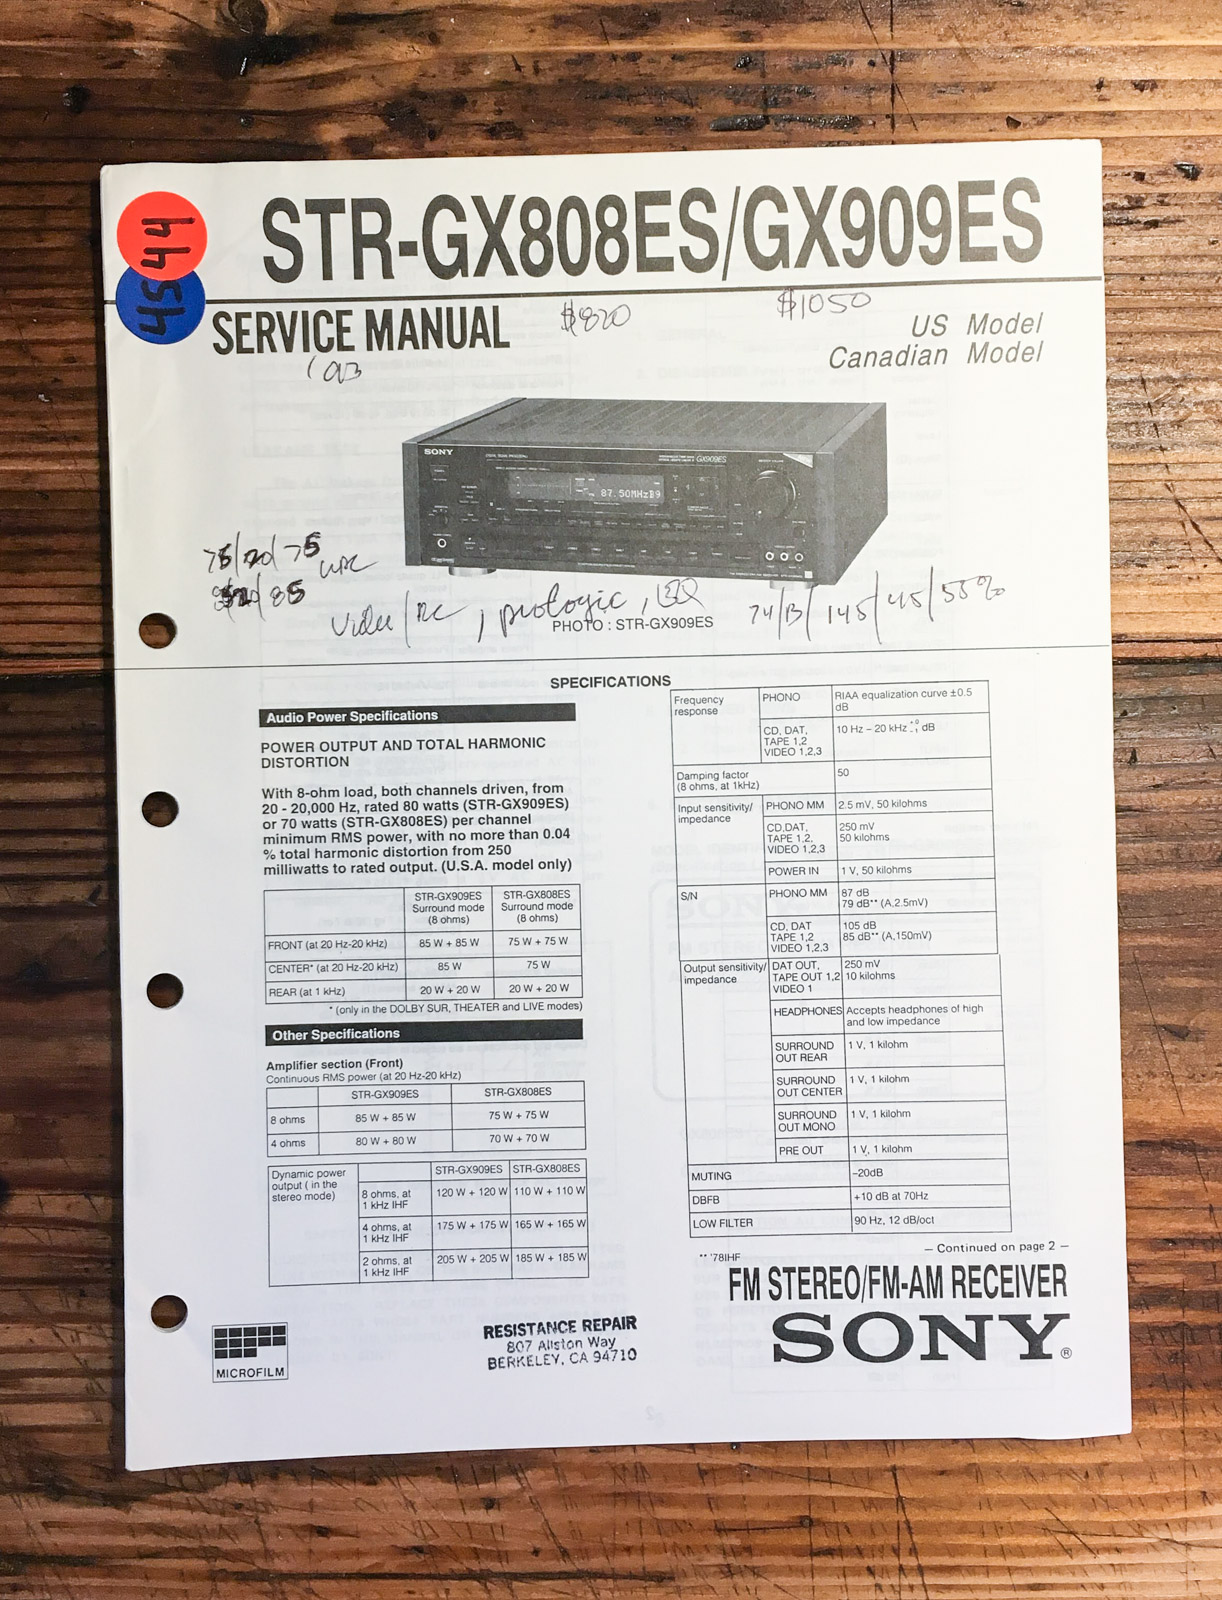 STR-GX808ES/GX909ES
44
454
SERVICE MANUAL
$820
$1050
US Model
Canadian Model
SONY
GX909ES
87.50MHz
video/RC, prologic, EQ
PHOTO : STR-GX909ES
SPECIFICATIONS
Audio Power Specifications
POWER OUTPUT AND TOTAL HARMONIC
DISTORTION
With 8-ohm load, both channels driven, from
20 - 20,000 Hz, rated 80 watts (STR-GX909ES)
or 70 watts (STR-GX808ES) per channel
minimum RMS power, with no more than 0.04
% total harmonic distortion from 250
milliwatts to rated output. (U.S.A. model only)
STR-GX909ES Surround mode (8 ohms) STR-GX808ES Surround mode (8 ohms)
FRONT (at 20 Hz-20 kHz) 85 W + 85 W 75 W + 75 W
CENTER* (at 20 Hz-20 kHz) 85 W 75 W
REAR (at 1 kHz) 20 W + 20 W 20 W + 20 W
* (only in the DOLBY SUR, THEATER and LIVE modes)
Other Specifications
Amplifier section (Front)
Continuous RMS power (at 20 Hz-20 kHz)
STR-GX909ES STR-GX808ES
8 ohms 85 W + 85 W 75 W + 75 W
4 ohms 80 W + 80 W 70 W + 70 W
Dynamic power output ( in the stereo mode) STR-GX909ES STR-GX808ES
8 ohms, at 1 kHz IHF 120 W + 120 W 110 W + 110 W
4 ohms, at 1 kHz IHF 175 W + 175 W 165 W + 165 W
2 ohms, at 1 kHz IHF 205 W + 205 W 185 W + 185 W
Frequency response PHONO RIAA equalization curve ±0.5 dB
CD, DAT, TAPE 1,2 VIDEO 1,2,3 10 Hz – 20 kHz +0 -1 dB
Damping factor (8 ohms, at 1kHz) 50
Input sensitivity/ impedance PHONO MM 2.5 mV, 50 kilohms
CD,DAT, TAPE 1,2, VIDEO 1,2,3 250 mV 50 kilohms
POWER IN 1 V, 50 kilohms
S/N PHONO MM 87 dB 79 dB** (A,2.5mV)
CD, DAT TAPE 1,2 VIDEO 1,2,3 105 dB 85 dB** (A,150mV)
Output sensitivity/ impedance DAT OUT, TAPE OUT 1,2 VIDEO 1 250 mV 10 kilohms
HEADPHONES Accepts headphones of high and low impedance
SURROUND OUT REAR 1 V, 1 kilohm
SURROUND OUT CENTER 1 V, 1 kilohm
SURROUND OUT MONO 1 V, 1 kilohm
PRE OUT 1 V, 1 kilohm
MUTING –20dB
DBFB +10 dB at 70Hz
LOW FILTER 90 Hz, 12 dB/oct
** '78IHF
— Continued on page 2 —
FM STEREO/FM-AM RECEIVER
SONY®
MICROFILM
RESISTANCE REPAIR
807 Allston Way
BERKELEY, CA 94710